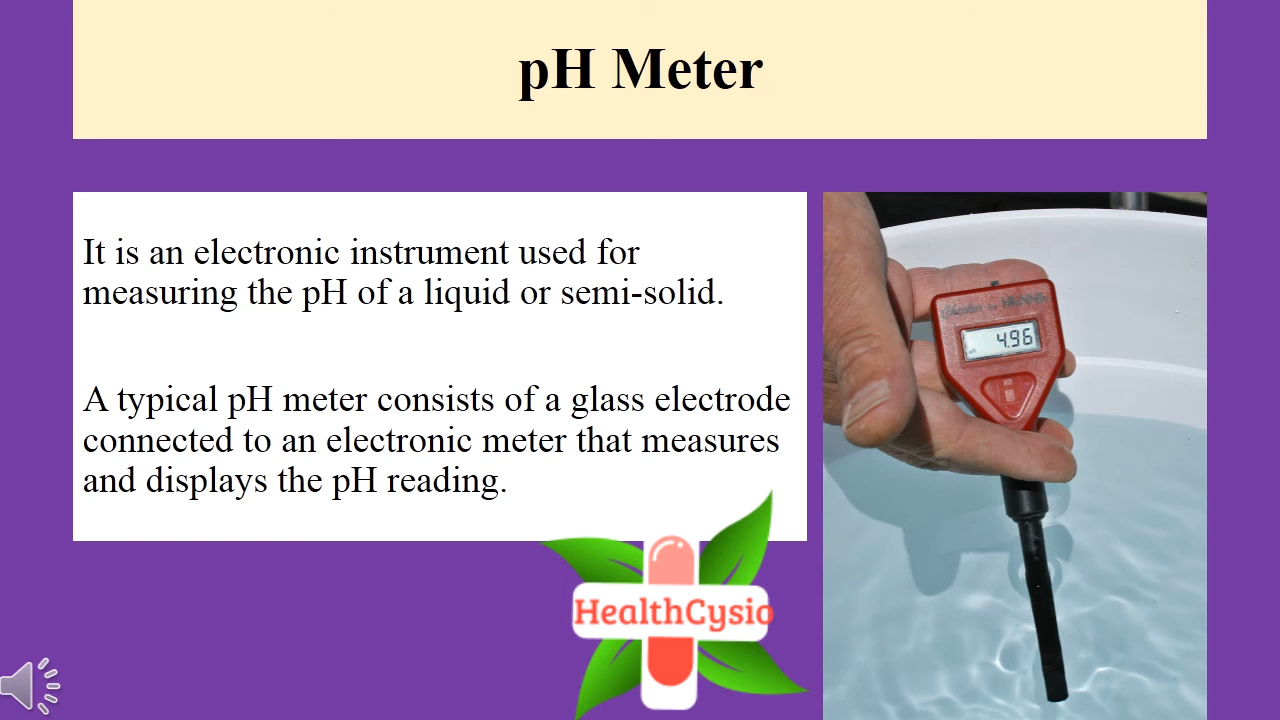 pH Meter
It is an electronic instrument used for
measuring the pH of a liquid or semi-solid.
A typical pH meter consists of a glass electrode
connected to an electronic meter that measures
and displays the pH reading.
HANNA
4.96
HealthCysio